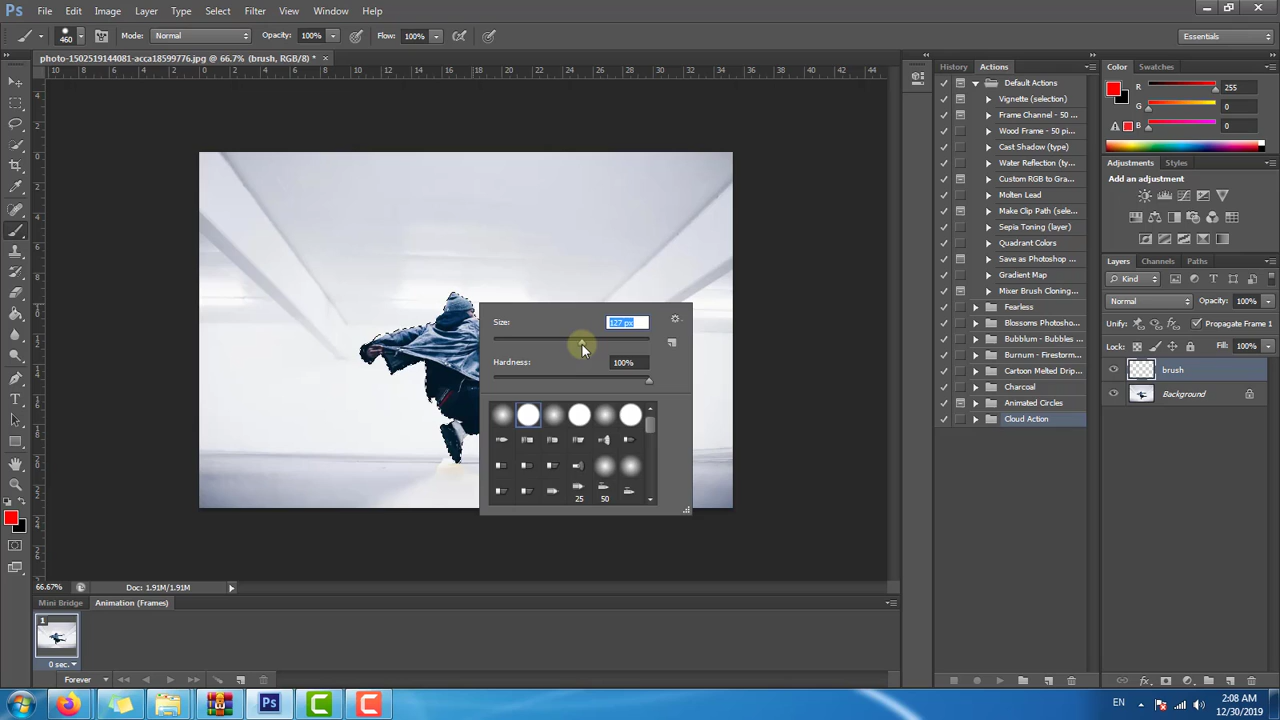 Ps File Edit Image Layer Type Select Filter View Window Help
460 Mode: Normal Opacity: 100% Flow: 100% Essentials
photo-1502519144081-acca18599776.jpg @ 66.7% (brush, RGB/8) * ×
History Actions
Default Actions
Vignette (selection)
Frame Channel - 50 ...
Wood Frame - 50 pi...
Cast Shadow (type)
Water Reflection (ty...
Custom RGB to Gra...
Molten Lead
Make Clip Path (sele...
Sepia Toning (layer)
Quadrant Colors
Save as Photoshop ...
Gradient Map
Mixer Brush Cloning...
Fearless
Blossoms Photosho...
Bubblum - Bubbles ...
Burnum - Firestorm...
Cartoon Melted Drip...
Charcoal
Animated Circles
Cloud Action
Color Swatches
R 255
G 0
B 0
Adjustments Styles
Add an adjustment
Layers Channels Paths
Kind
Normal Opacity: 100%
Unify: Propagate Frame 1
Lock: Fill: 100%
brush
Background
Size: 127 px
Hardness: 100%
25 50
66.67% Doc: 1.91M/1.91M
Mini Bridge Animation (Frames)
1
0 sec.
Forever
Ps
EN 2:08 AM
12/30/2019